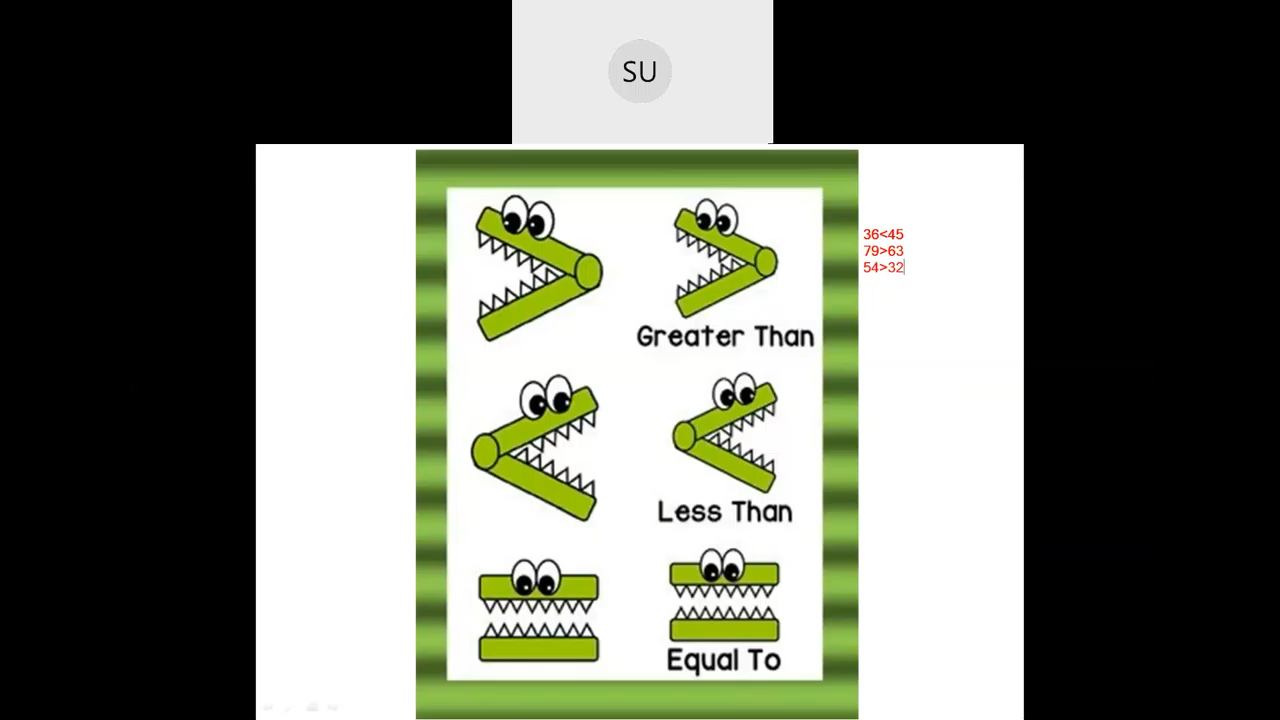 SU
36<45
79>63
54>32
Greater Than
Less Than
Equal To